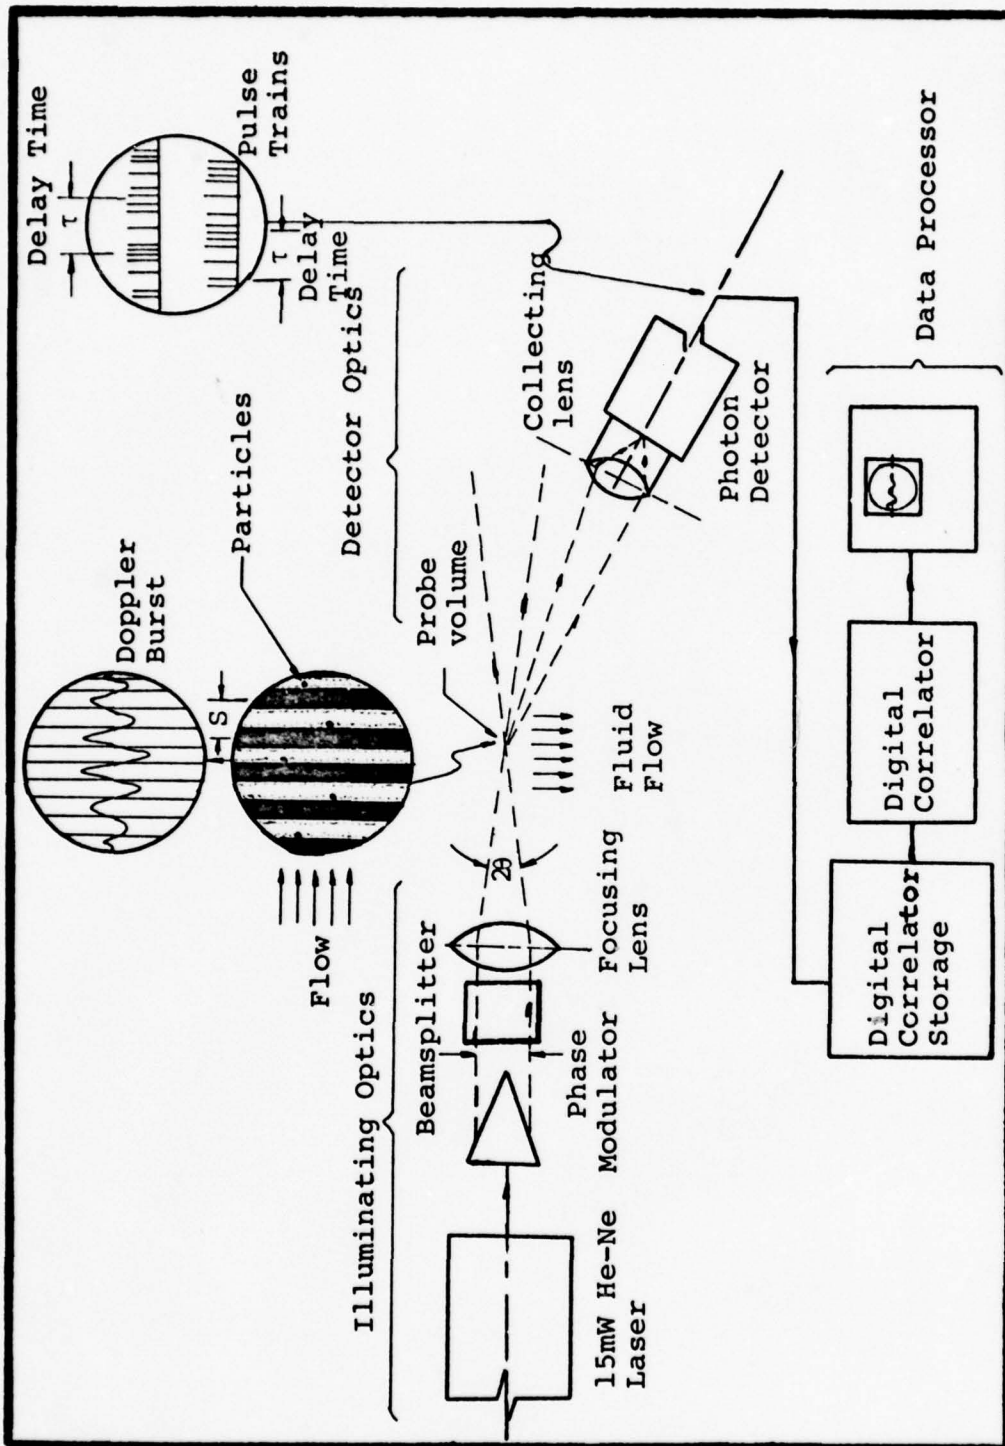 Delay Time
τ
Pulse
Trains
τ
Delay
Time
Doppler
Burst
S
Particles
Flow
Illuminating Optics
Detector Optics
Beamsplitter
Probe
volume
Collecting
lens
2θ
15mW He-Ne
Laser
Phase
Modulator
Focusing
Lens
Fluid
Flow
Photon
Detector
Data Processor
Digital
Correlator
Storage
Digital
Correlator